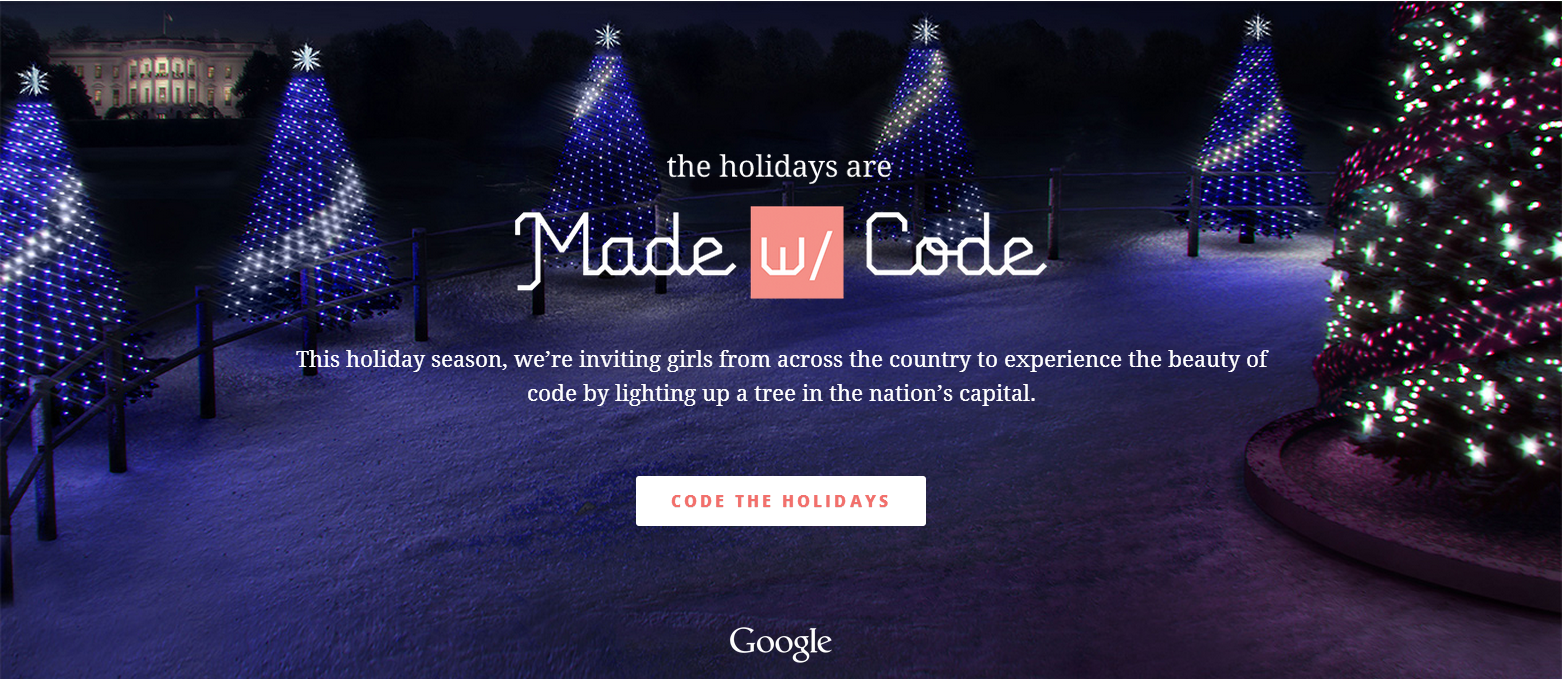 the holidays are
Made w/ Code
This holiday season, we’re inviting girls from across the country to experience the beauty of
code by lighting up a tree in the nation’s capital.
CODE THE HOLIDAYS
Google